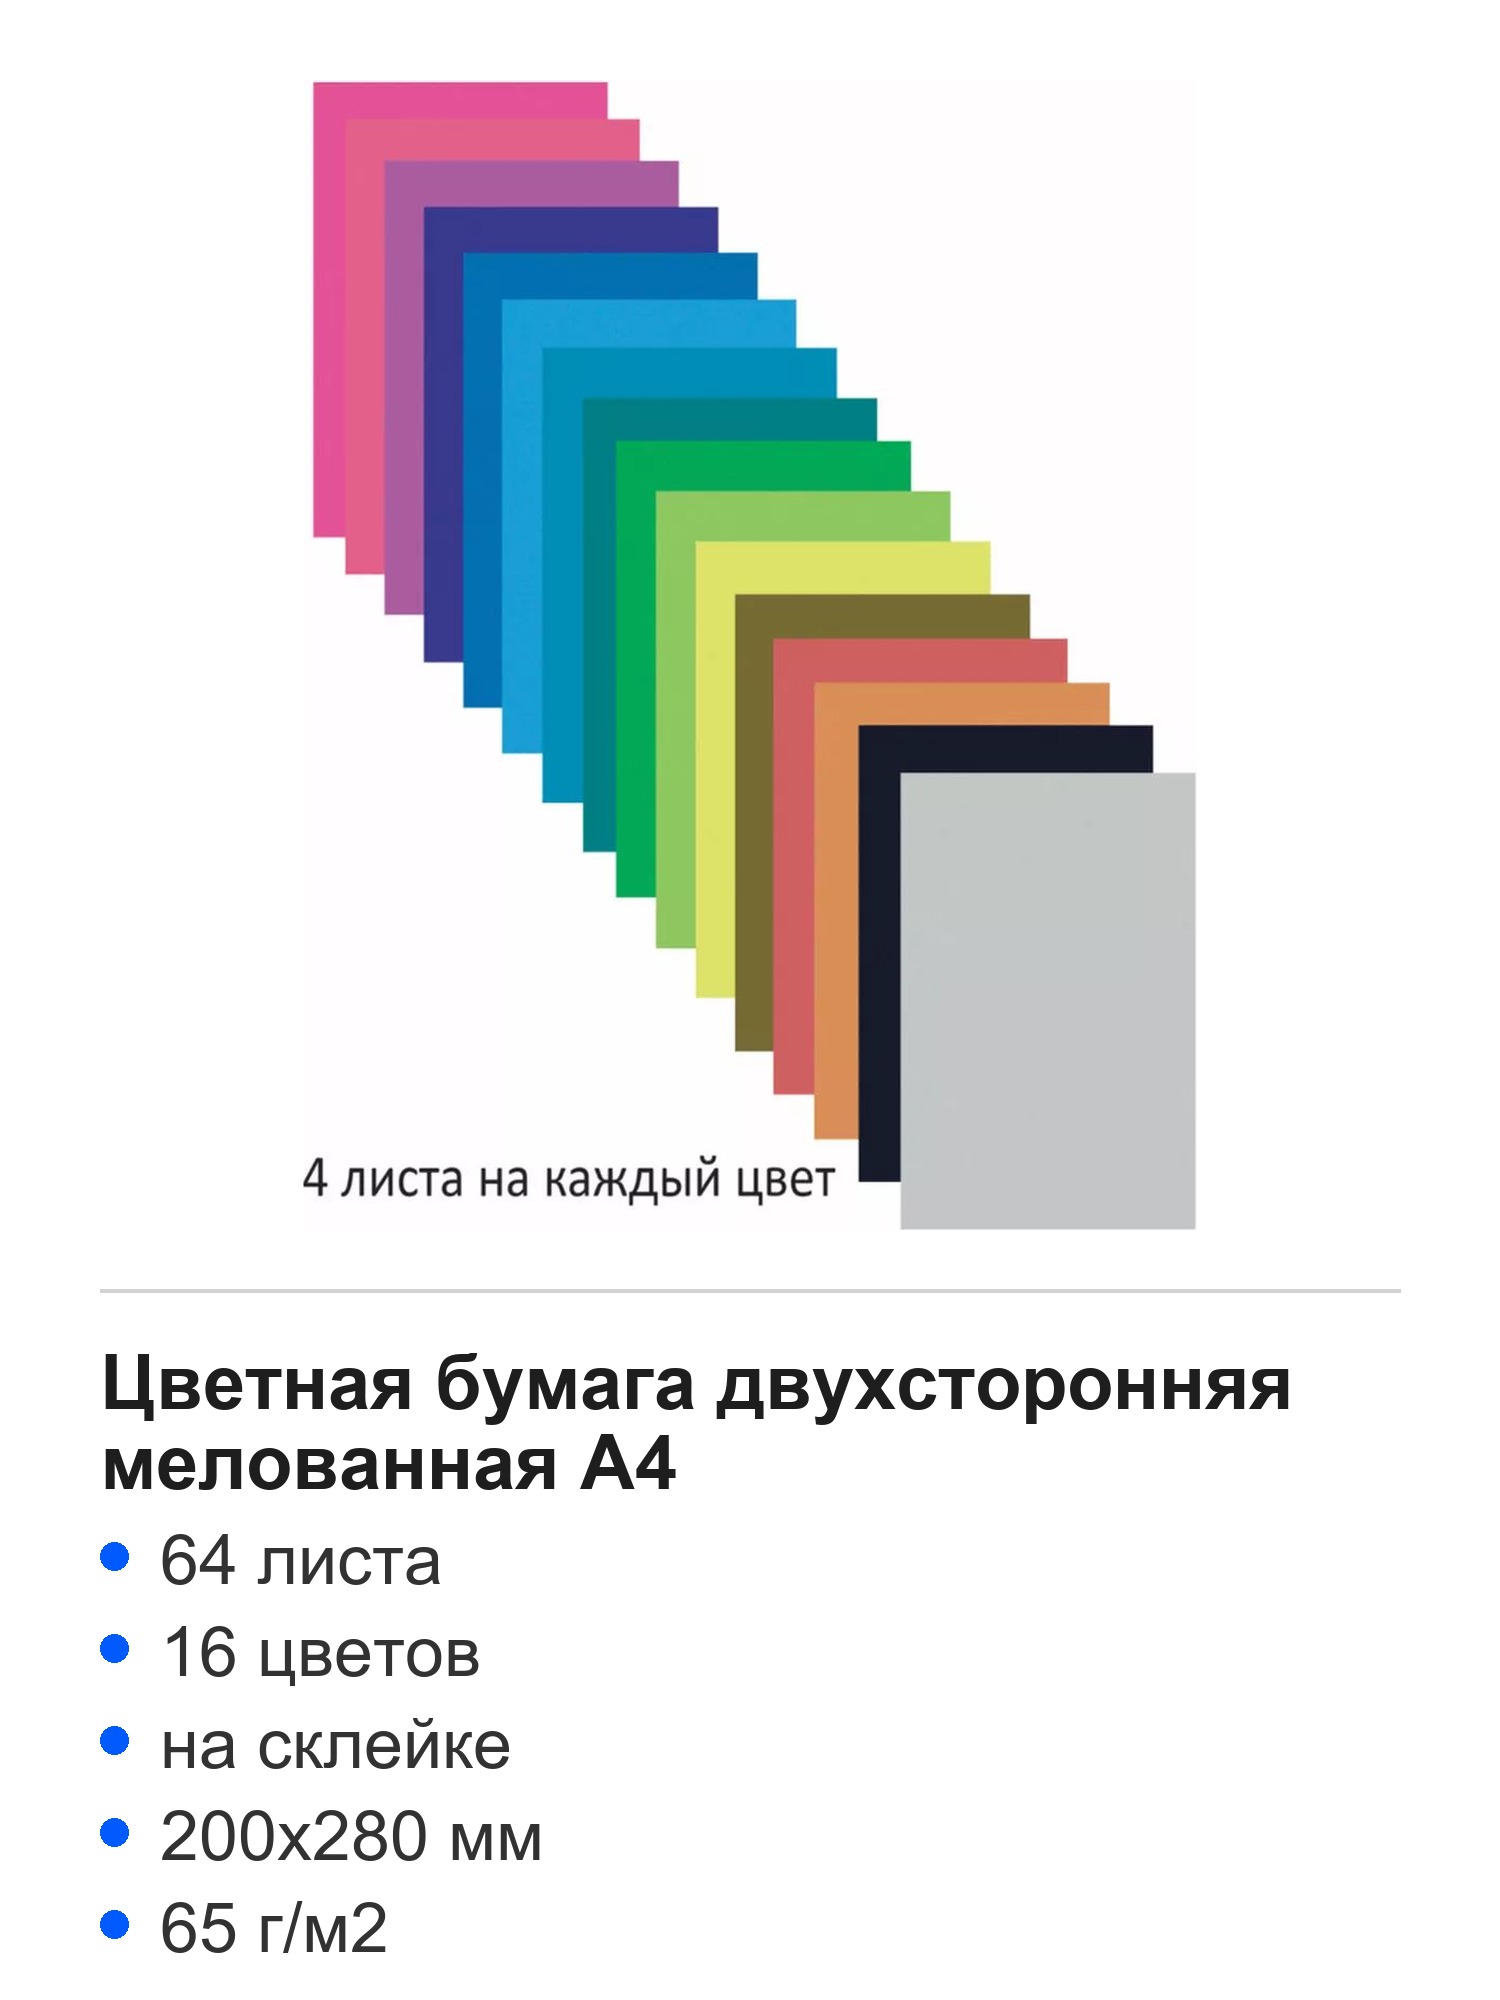 4 листа на каждый цвет
Цветная бумага двухсторонняя
мелованная А4
64 листа
16 цветов
на склейке
200х280 мм
65 г/м2